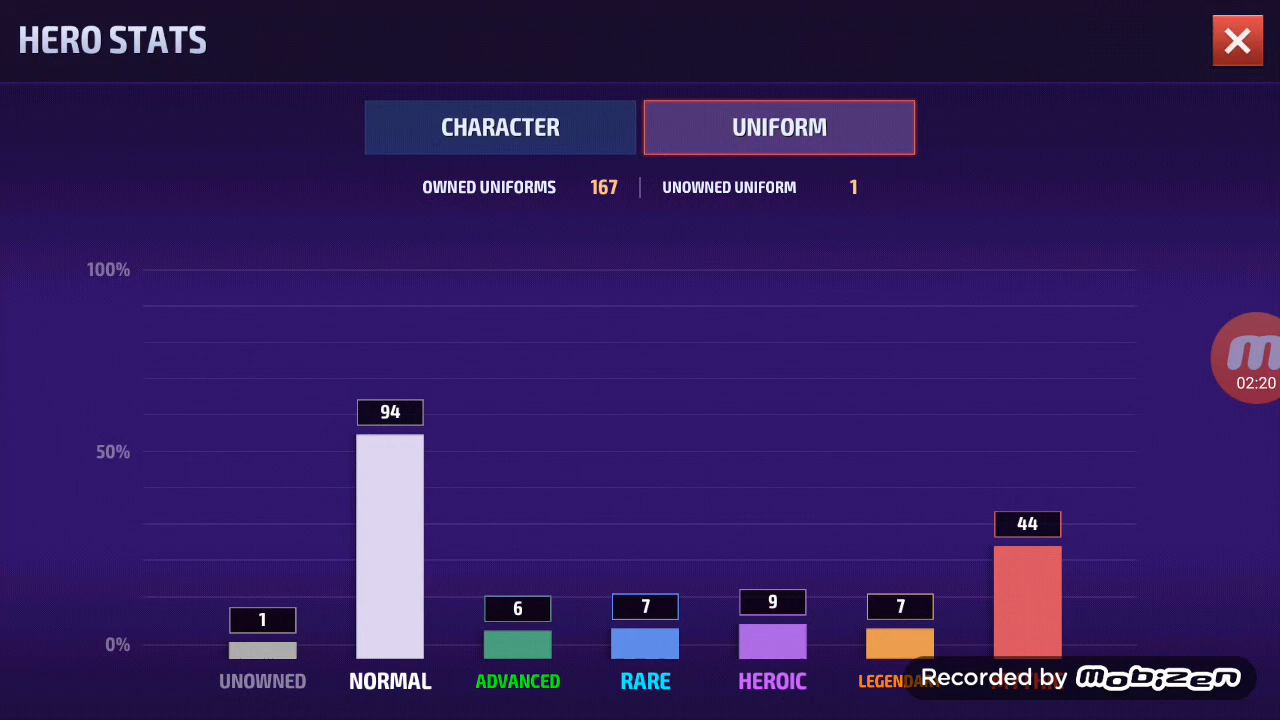 HERO STATS
CHARACTER UNIFORM
OWNED UNIFORMS 167 UNOWNED UNIFORM 1
100%
94
50%
44
1 6 7 9 7
0%
UNOWNED NORMAL ADVANCED RARE HEROIC
02:20
Recorded by mobizen